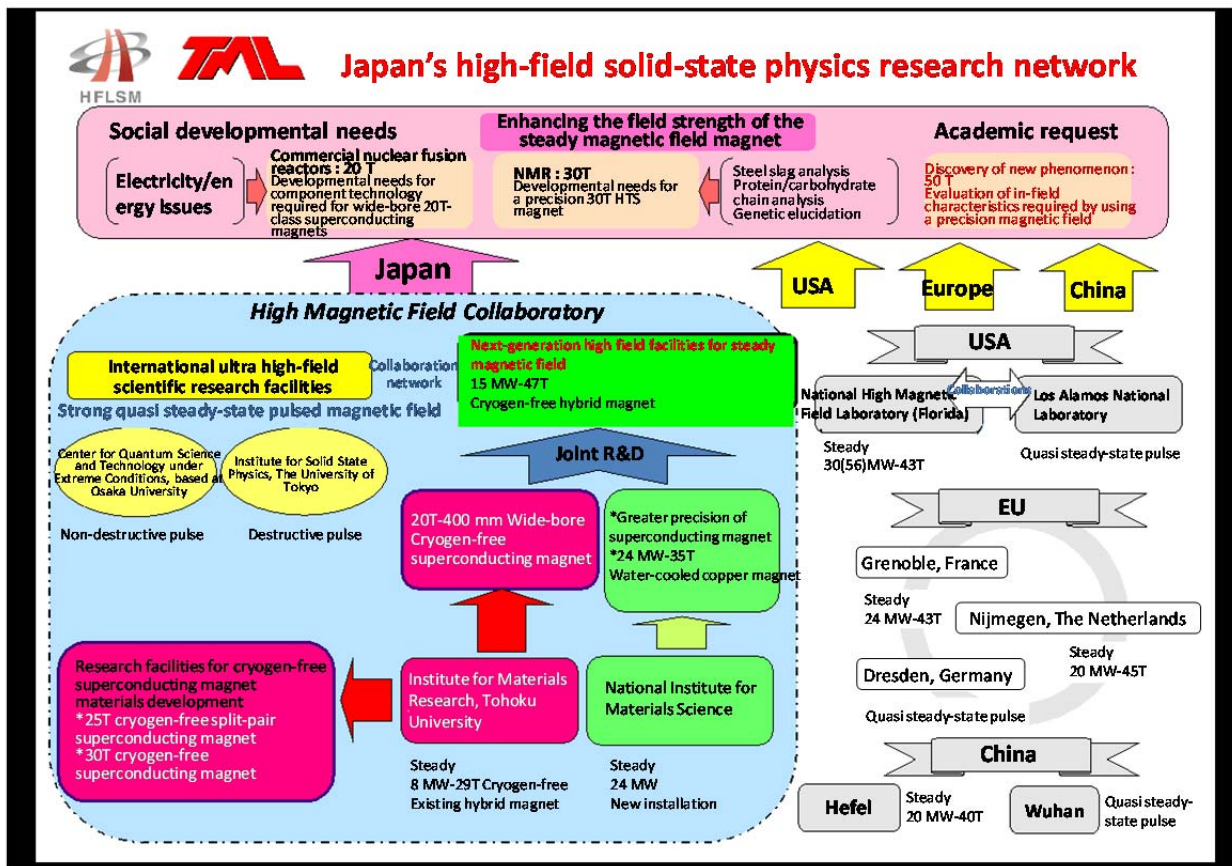 HFLSM
TML
Japan's high-field solid-state physics research network
Social developmental needs
Electricity/en
ergy issues
Commercial nuclear fusion
reactors : 20 T
Developmental needs for
component technology
required for wide-bore 20T-
class superconducting
magnets
Enhancing the field strength of the
steady magnetic field magnet
NMR : 30T
Developmental needs for
a precision 30T HTS
magnet
Steel slag analysis
Protein/carbohydrate
chain analysis
Genetic elucidation
Academic request
Discovery of new phenomenon :
50 T
Evaluation of in-field
characteristics required by using
a precision magnetic field
Japan
USA
Europe
China
High Magnetic Field Collaboratory
International ultra high-field
scientific research facilities
Collaboration
network
Next-generation high field facilities for steady
magnetic field
15 MW-47T
Cryogen-free hybrid magnet
Strong quasi steady-state pulsed magnetic field
Center for Quantum Science
and Technology under
Extreme Conditions, based at
Osaka University
Non-destructive pulse
Institute for Solid State
Physics, The University of
Tokyo
Destructive pulse
Joint R&D
20T-400 mm Wide-bore
Cryogen-free
superconducting magnet
*Greater precision of
superconducting magnet
*24 MW-35T
Water-cooled copper magnet
Research facilities for cryogen-free
superconducting magnet
materials development
*25T cryogen-free split-pair
superconducting magnet
*30T cryogen-free
superconducting magnet
Institute for Materials
Research, Tohoku
University
Steady
8 MW-29T Cryogen-free
Existing hybrid magnet
National Institute for
Materials Science
Steady
24 MW
New installation
USA
National High Magnetic
Field Laboratory (Florida)
Collaborations
Los Alamos National
Laboratory
Steady
30(56)MW-43T
Quasi steady-state pulse
EU
Grenoble, France
Steady
24 MW-43T
Nijmegen, The Netherlands
Steady
20 MW-45T
Dresden, Germany
Quasi steady-state pulse
China
Hefel
Steady
20 MW-40T
Wuhan
Quasi steady-
state pulse